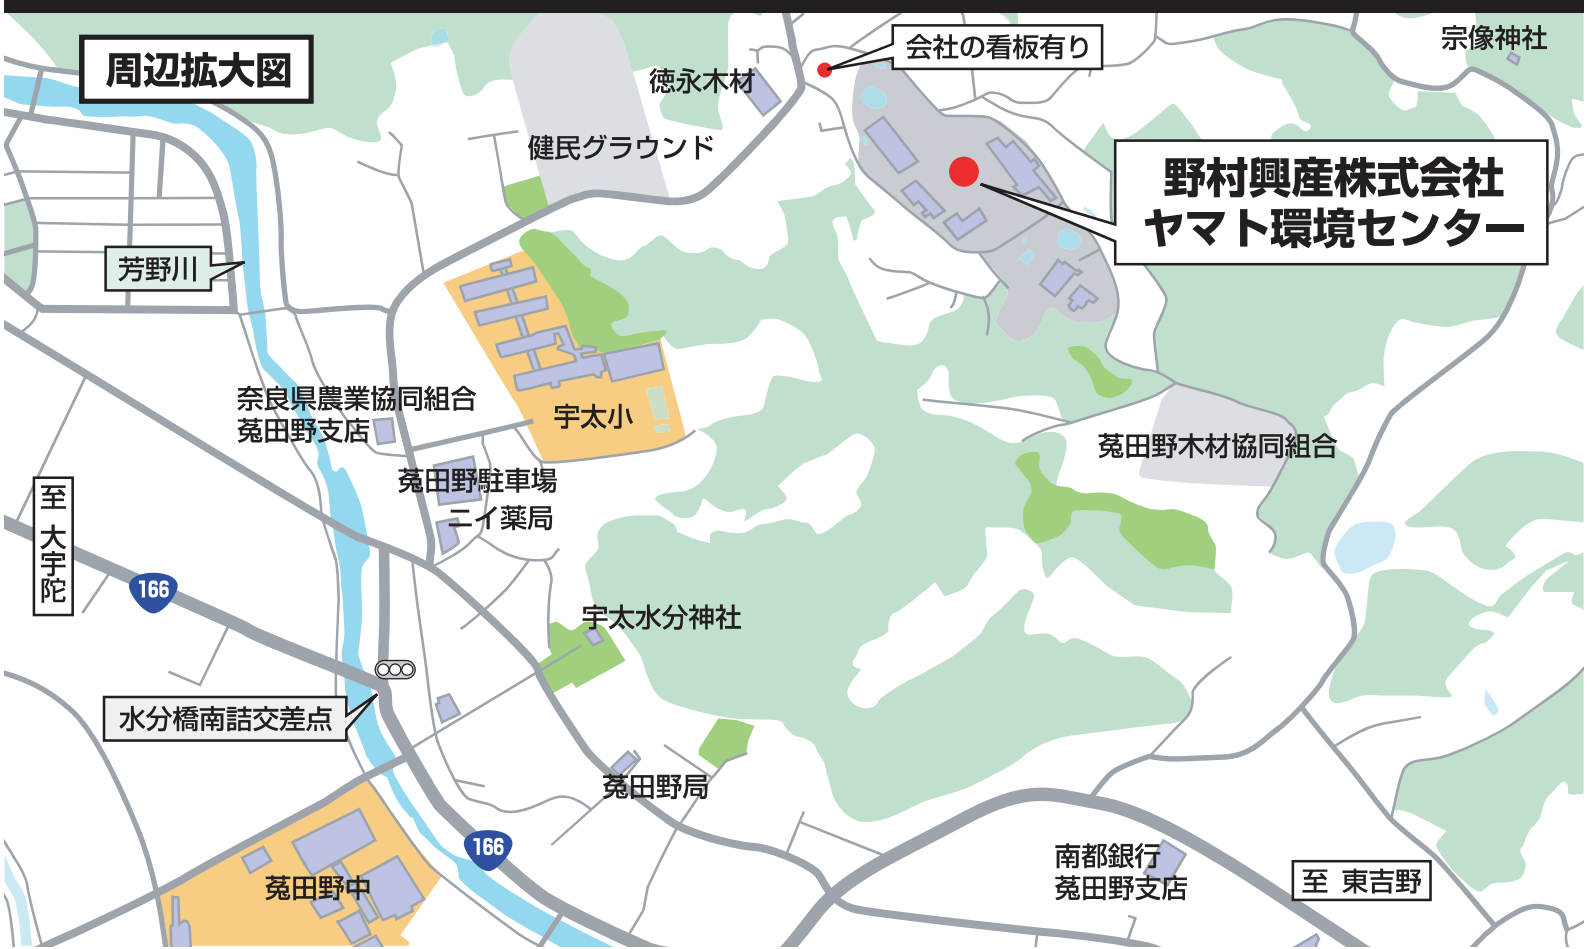 周辺拡大図
宗像神社
会社の看板有り
徳永木材
健民グラウンド
野村興産株式会社
ヤマト環境センター
芳野川
奈良県農業協同組合
菟田野支店
宇太小
菟田野木材協同組合
菟田野駐車場
ニイ薬局
至 大宇陀
166
宇太水分神社
水分橋南詰交差点
菟田野局
166
南都銀行
菟田野支店
至 東吉野
菟田野中